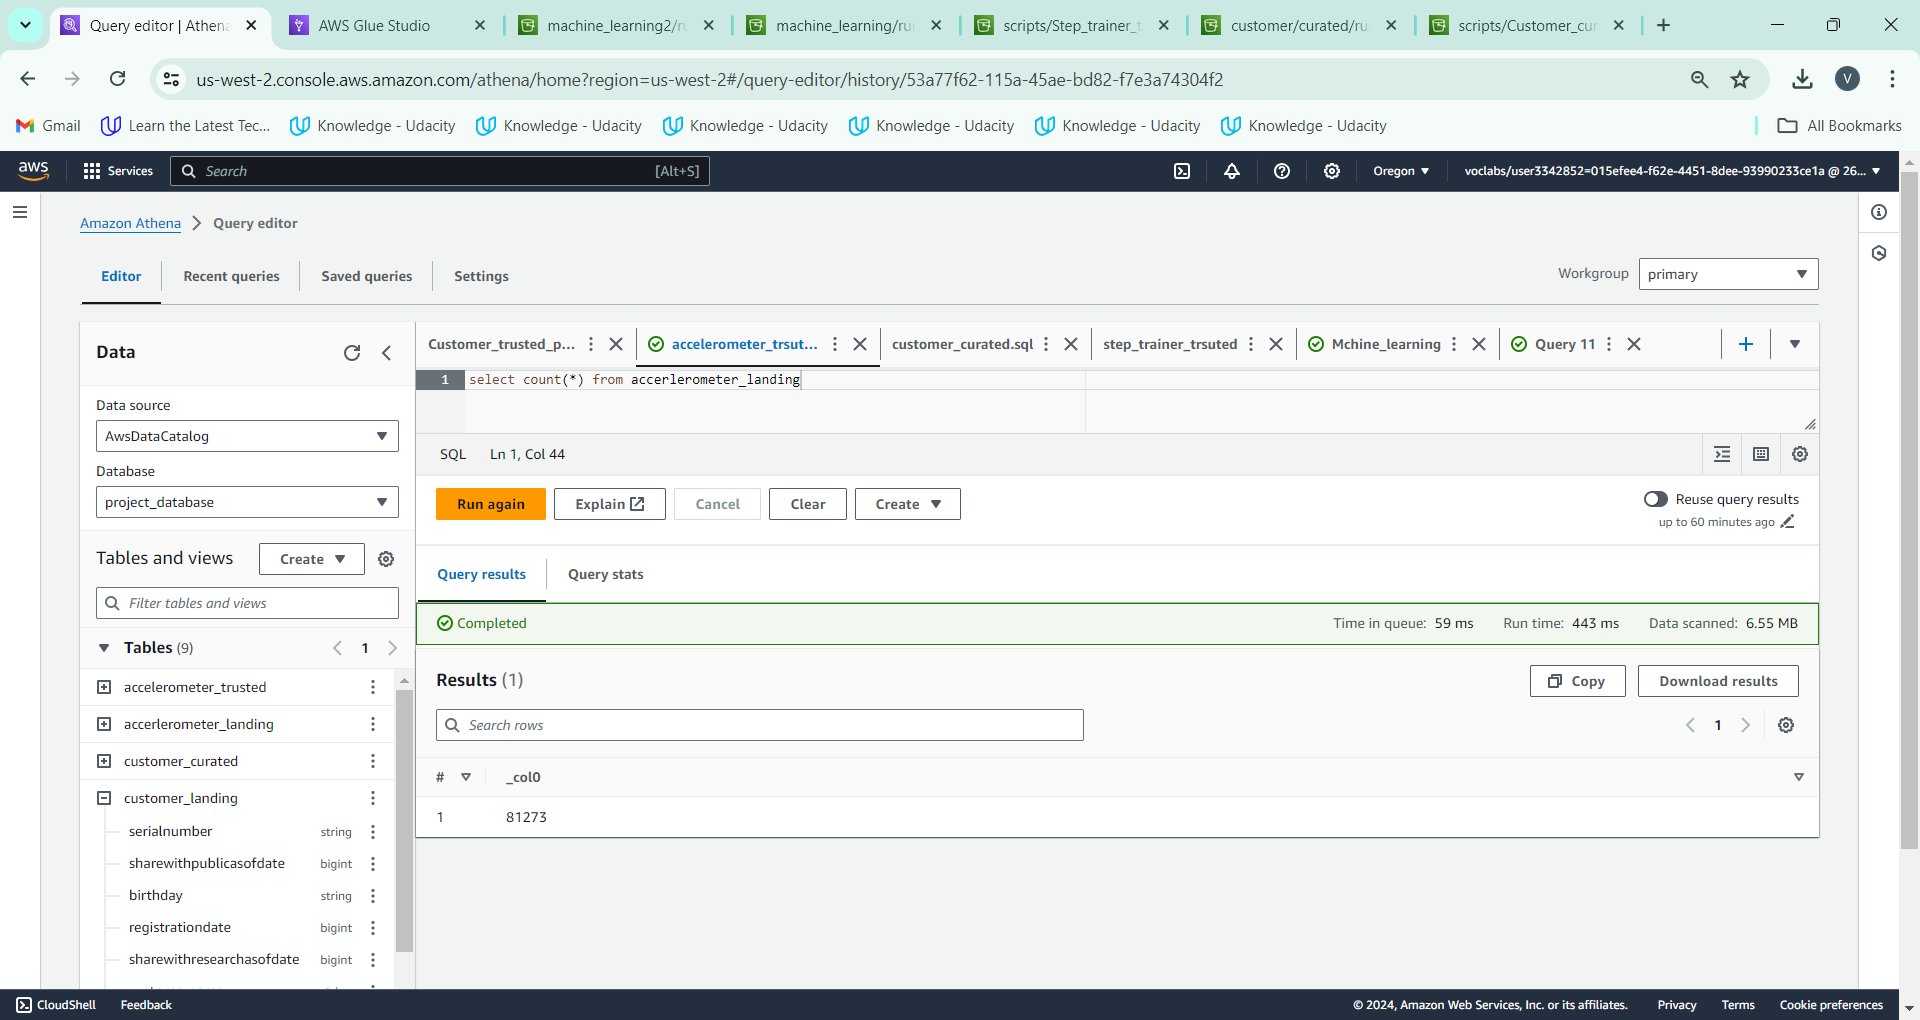 Query editor | Athena
AWS Glue Studio
machine_learning2/ru
machine_learning/run
scripts/Step_trainer_t
customer/curated/ru
scripts/Customer_cur
us-west-2.console.aws.amazon.com/athena/home?region=us-west-2#/query-editor/history/53a77f62-115a-45ae-bd82-f7e3a74304f2
V
Gmail
Learn the Latest Tec...
Knowledge - Udacity
Knowledge - Udacity
Knowledge - Udacity
Knowledge - Udacity
Knowledge - Udacity
Knowledge - Udacity
All Bookmarks
aws
Services
Search
[Alt+S]
Oregon
voclabs/user3342852=015efee4-f62e-4451-8dee-93990233ce1a @ 26...
Amazon Athena
Query editor
Editor
Recent queries
Saved queries
Settings
Workgroup
primary
Data
Data source
AwsDataCatalog
Database
project_database
Tables and views
Create
Filter tables and views
Tables (9)
1
accelerometer_trusted
accerlerometer_landing
customer_curated
customer_landing
serialnumber string
sharewithpublicasofdate bigint
birthday string
registrationdate bigint
sharewithresearchasofdate bigint
Customer_trusted_p...
accelerometer_trsut...
customer_curated.sql
step_trainer_trsuted
Mchine_learning
Query 11
1 select count(*) from accerlerometer_landing
SQL Ln 1, Col 44
Run again
Explain
Cancel
Clear
Create
Reuse query results
up to 60 minutes ago
Query results
Query stats
Completed
Time in queue: 59 ms
Run time: 443 ms
Data scanned: 6.55 MB
Results (1)
Copy
Download results
Search rows
1
# _col0
1 81273
CloudShell
Feedback
© 2024, Amazon Web Services, Inc. or its affiliates.
Privacy
Terms
Cookie preferences